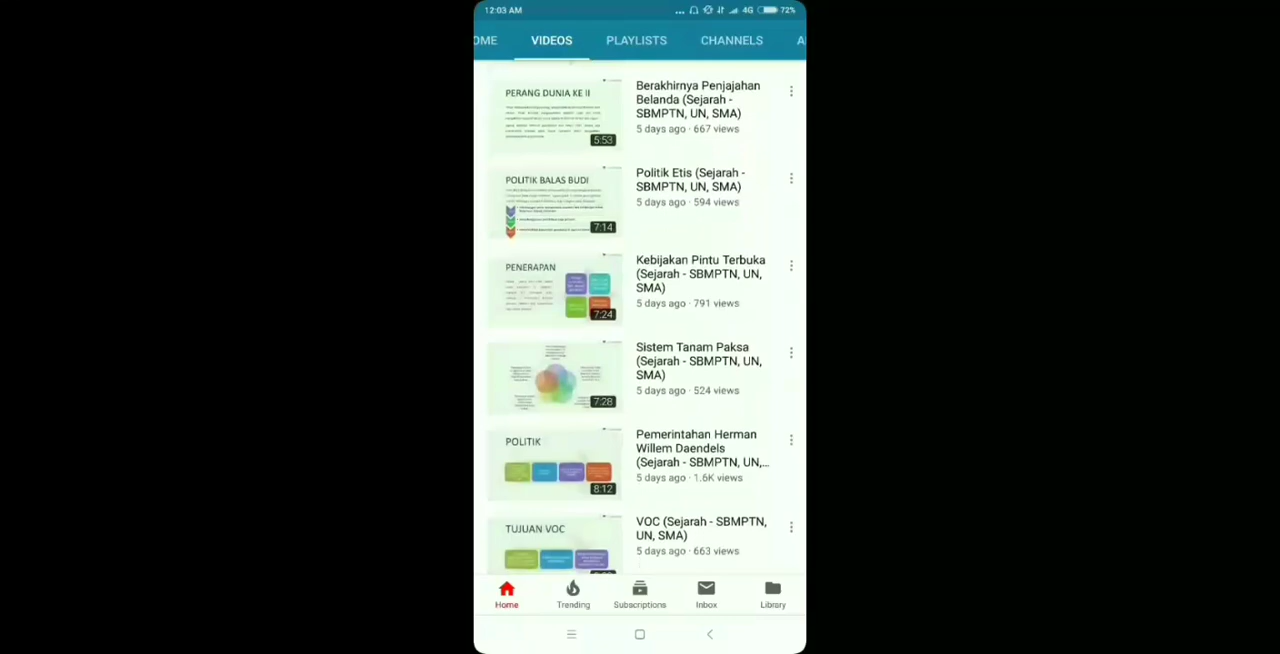 12:03 AM
4G
72%
OME
VIDEOS
PLAYLISTS
CHANNELS
A
PERANG DUNIA KE II
5:53
Berakhirnya Penjajahan
Belanda (Sejarah -
SBMPTN, UN, SMA)
5 days ago · 667 views
POLITIK BALAS BUDI
7:14
Politik Etis (Sejarah -
SBMPTN, UN, SMA)
5 days ago · 594 views
PENERAPAN
7:24
Kebijakan Pintu Terbuka
(Sejarah - SBMPTN, UN,
SMA)
5 days ago · 791 views
7:28
Sistem Tanam Paksa
(Sejarah - SBMPTN, UN,
SMA)
5 days ago · 524 views
POLITIK
8:12
Pemerintahan Herman
Willem Daendels
(Sejarah - SBMPTN, UN,...
5 days ago · 1.6K views
TUJUAN VOC
VOC (Sejarah - SBMPTN,
UN, SMA)
5 days ago · 663 views
Home
Trending
Subscriptions
Inbox
Library